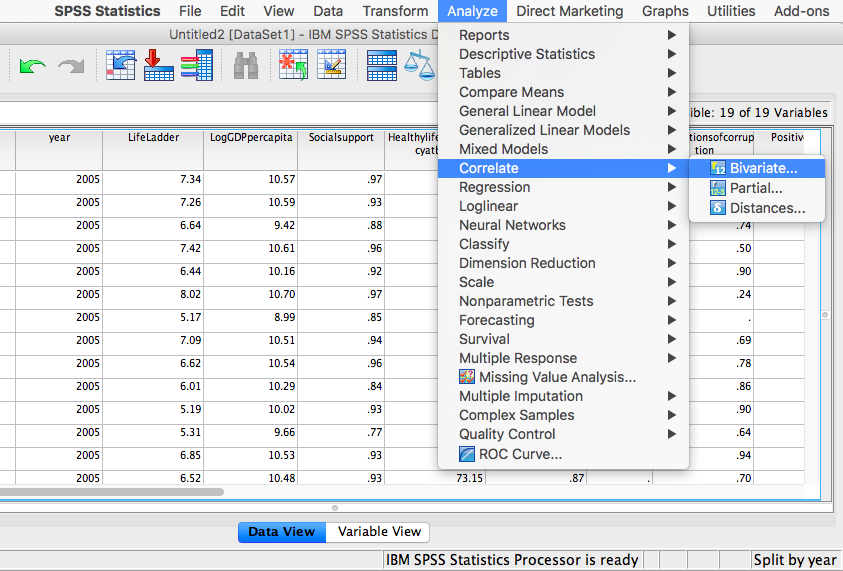 SPSS Statistics File Edit View Data Transform Analyze Direct Marketing Graphs Utilities Add-ons
Untitled2 [DataSet1] - IBM SPSS Statistics D
ible: 19 of 19 Variables
year LifeLadder LogGDPpercapita Socialsupport Healthylife tionsofcorrup Positiv
cyatb tion
2005 7.34 10.57 .97
2005 7.26 10.59 .93
2005 6.64 9.42 .88 .74
2005 7.42 10.61 .96 .50
2005 6.44 10.16 .92 .90
2005 8.02 10.70 .97 .24
2005 5.17 8.99 .85 .
2005 7.09 10.51 .94 .69
2005 6.62 10.54 .96 .78
2005 6.01 10.29 .84 .86
2005 5.19 10.02 .93 .90
2005 5.31 9.66 .77 .64
2005 6.85 10.53 .93 .94
2005 6.52 10.48 .93 73.15 .87 . .70
Reports
Descriptive Statistics
Tables
Compare Means
General Linear Model
Generalized Linear Models
Mixed Models
Correlate
Regression
Loglinear
Neural Networks
Classify
Dimension Reduction
Scale
Nonparametric Tests
Forecasting
Survival
Multiple Response
Missing Value Analysis...
Multiple Imputation
Complex Samples
Quality Control
ROC Curve...
Bivariate...
Partial...
Distances...
Data View Variable View
IBM SPSS Statistics Processor is ready Split by year